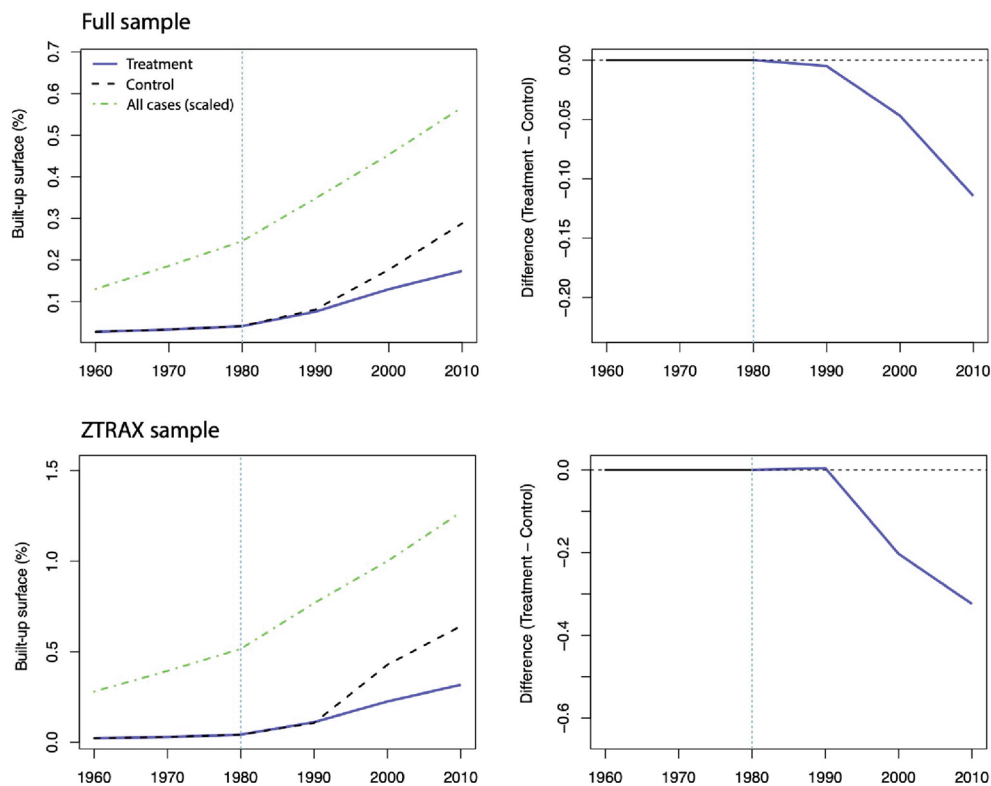 Full sample
Built-up surface (%)
0.7
0.6
0.5
0.4
0.3
0.2
0.1
Treatment
Control
All cases (scaled)
1960 1970 1980 1990 2000 2010
Difference (Treatment − Control)
0.00
−0.05
−0.10
−0.15
−0.20
1960 1970 1980 1990 2000 2010
ZTRAX sample
Built-up surface (%)
1.5
1.0
0.5
0.0
1960 1970 1980 1990 2000 2010
Difference (Treatment − Control)
0.0
−0.2
−0.4
−0.6
1960 1970 1980 1990 2000 2010